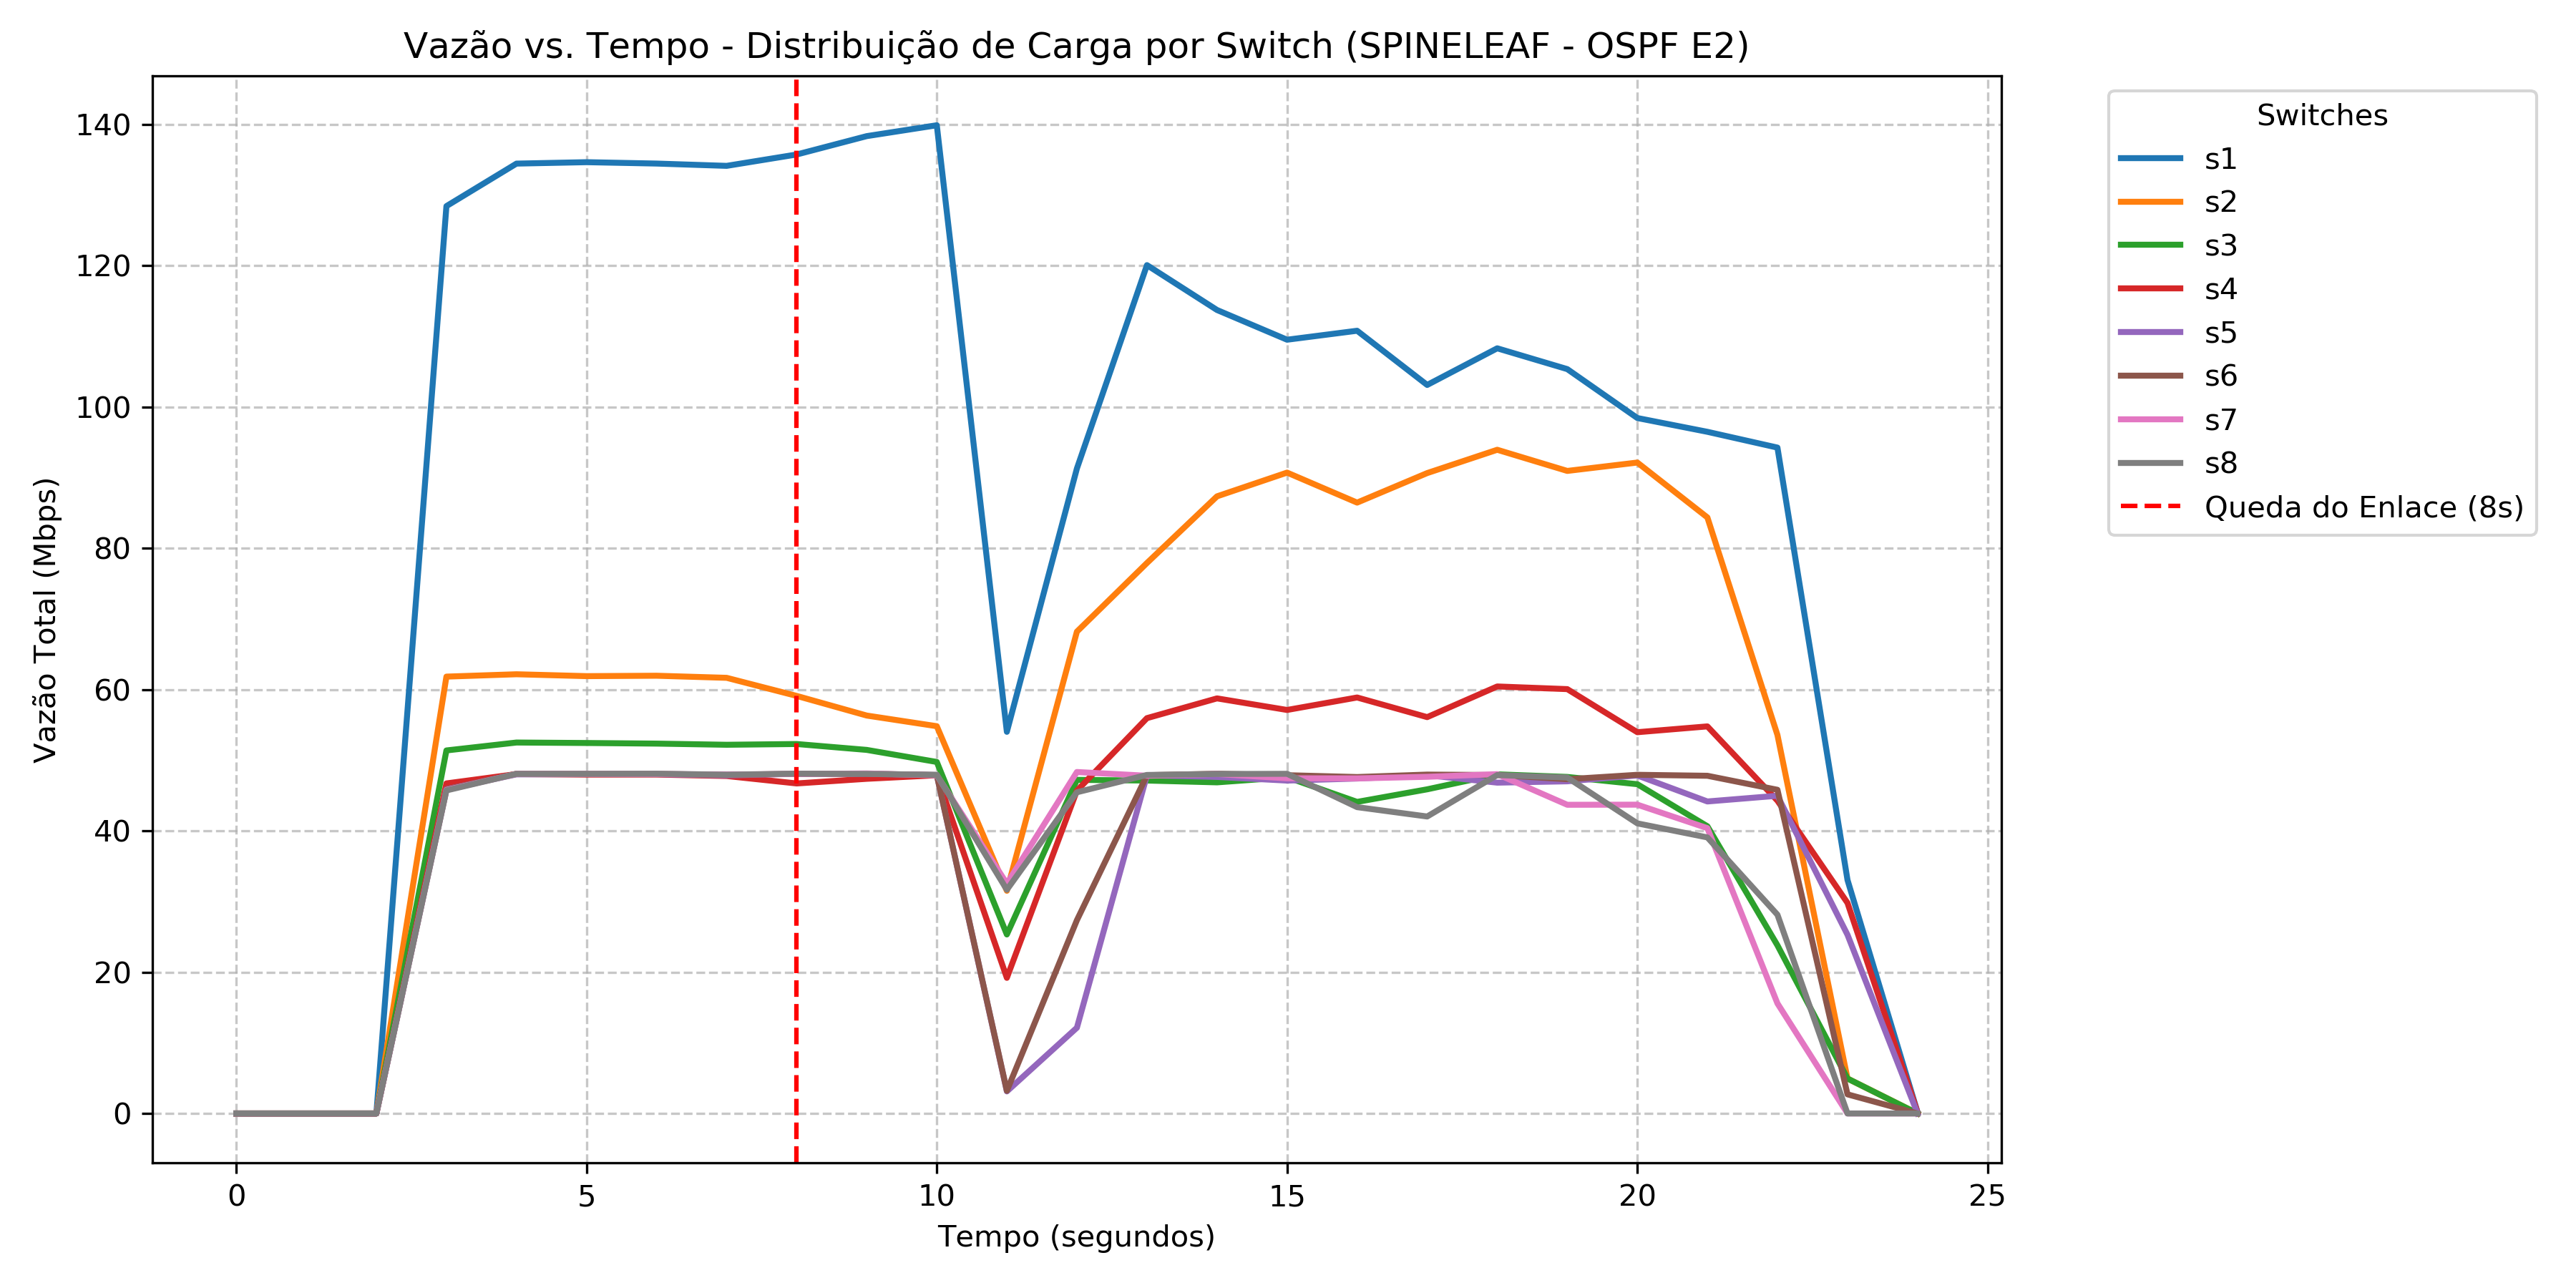 Vazão vs. Tempo - Distribuição de Carga por Switch (SPINELEAF - OSPF E2)
Vazão Total (Mbps)
140
120
100
80
60
40
20
0
0 5 10 15 20 25
Tempo (segundos)
Switches
s1
s2
s3
s4
s5
s6
s7
s8
Queda do Enlace (8s)